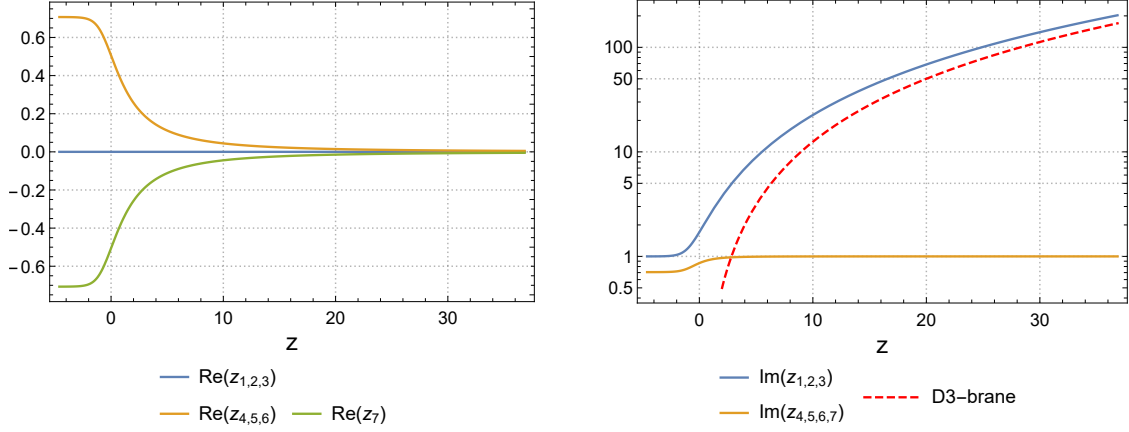 0.6
0.4
0.2
0.0
−0.2
−0.4
−0.6
0 10 20 30
z
Re(z1,2,3)
Re(z4,5,6) Re(z7)
100
50
10
5
1
0.5
0 10 20 30
z
Im(z1,2,3)
Im(z4,5,6,7)
D3−brane